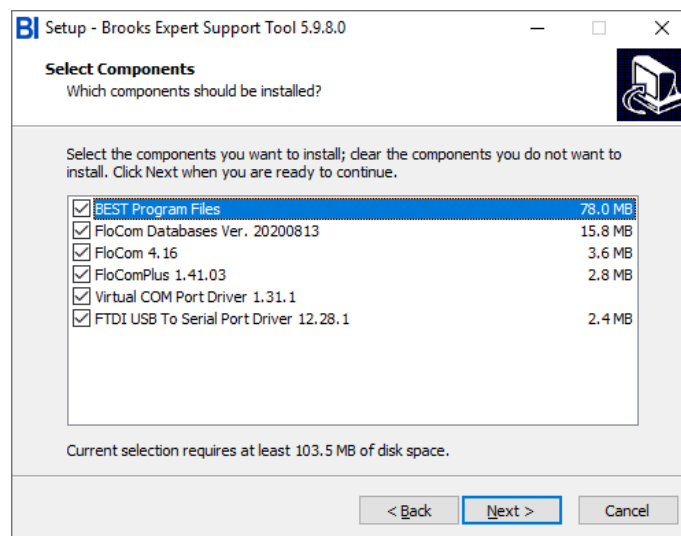 BI Setup - Brooks Expert Support Tool 5.9.8.0
Select Components
Which components should be installed?
Select the components you want to install; clear the components you do not want to
install. Click Next when you are ready to continue.
BEST Program Files 78.0 MB
FloCom Databases Ver. 20200813 15.8 MB
FloCom 4.16 3.6 MB
FloComPlus 1.41.03 2.8 MB
Virtual COM Port Driver 1.31.1
FTDI USB To Serial Port Driver 12.28.1 2.4 MB
Current selection requires at least 103.5 MB of disk space.
< Back Next > Cancel